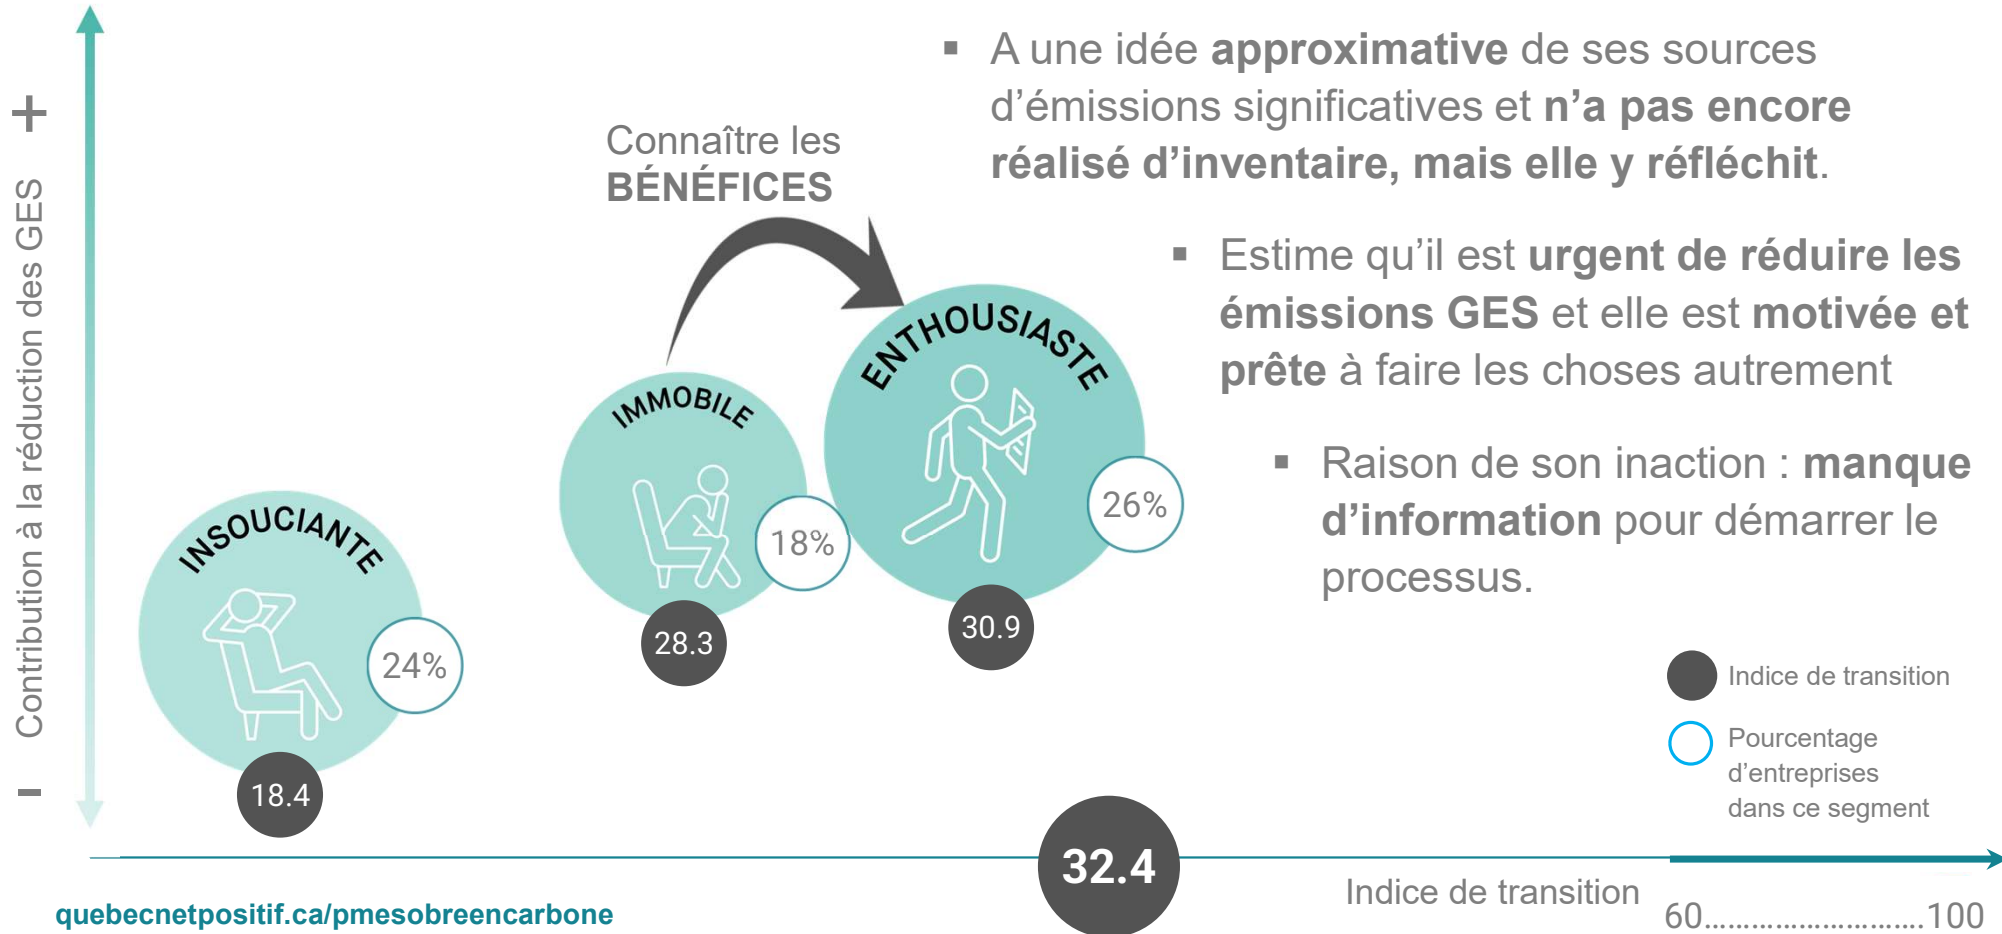 +
Contribution à la réduction des GES
-
Connaître les
BÉNÉFICES
▪ A une idée approximative de ses sources
d’émissions significatives et n’a pas encore
réalisé d’inventaire, mais elle y réfléchit.
▪ Estime qu’il est urgent de réduire les
émissions GES et elle est motivée et
prête à faire les choses autrement
▪ Raison de son inaction : manque
d’information pour démarrer le
processus.
INSOUCIANTE
24%
18.4
IMMOBILE
18%
28.3
ENTHOUSIASTE
26%
30.9
Indice de transition
Pourcentage
d’entreprises
dans ce segment
32.4
Indice de transition
60............................100
quebecnetpositif.ca/pmesobreencarbone